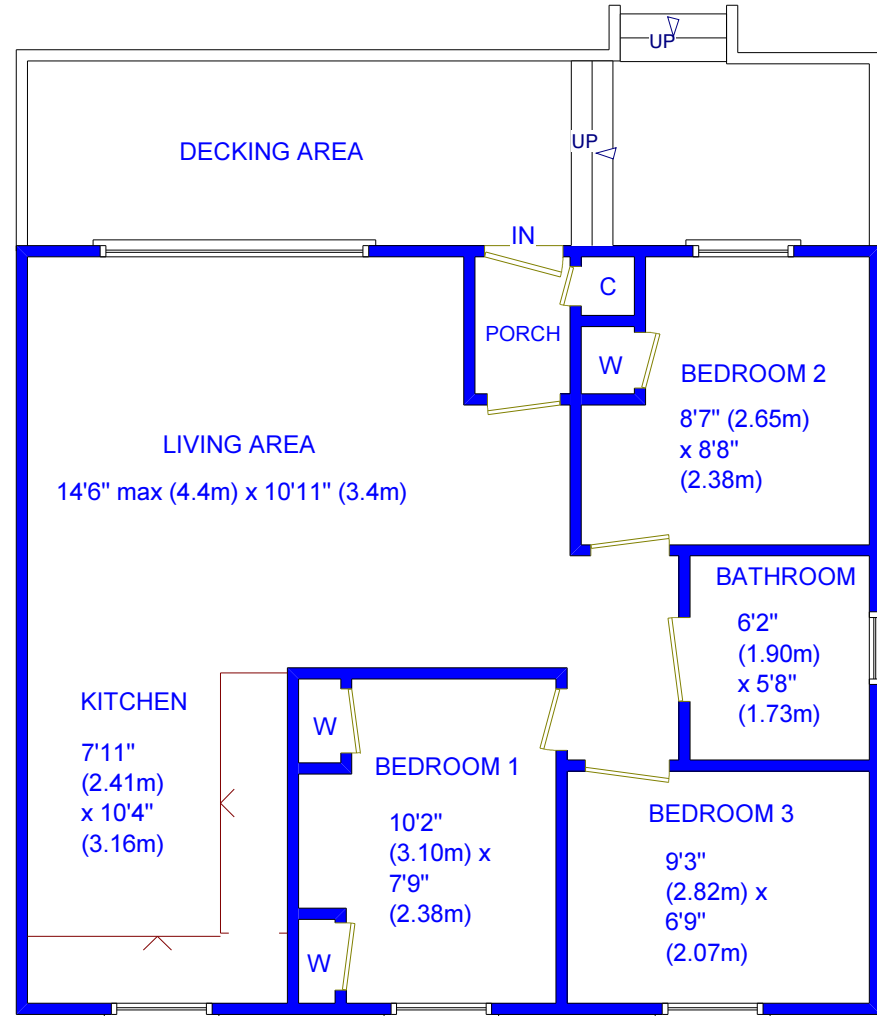 UP
UP
DECKING AREA
IN
C
PORCH
W
BEDROOM 2
8'7" (2.65m)
x 8'8"
(2.38m)
LIVING AREA
14'6" max (4.4m) x 10'11" (3.4m)
BATHROOM
6'2"
(1.90m)
x 5'8"
(1.73m)
KITCHEN
7'11"
(2.41m)
x 10'4"
(3.16m)
W
BEDROOM 1
10'2"
(3.10m) x
7'9"
(2.38m)
W
BEDROOM 3
9'3"
(2.82m) x
6'9"
(2.07m)